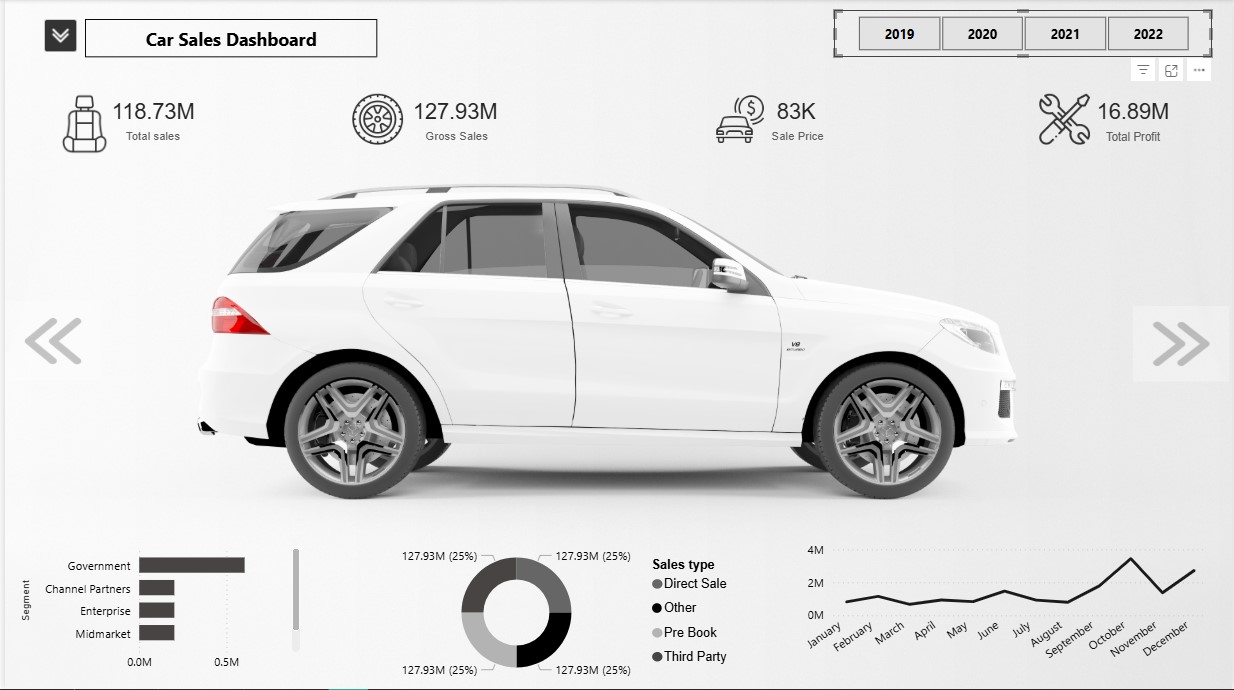 Car Sales Dashboard
2019 2020 2021 2022
118.73M
Total sales
127.93M
Gross Sales
83K
Sale Price
16.89M
Total Profit
V8
BITURBO
Segment
Government
Channel Partners
Enterprise
Midmarket
0.0M 0.5M
127.93M (25%) 127.93M (25%)
127.93M (25%) 127.93M (25%)
Sales type
Direct Sale
Other
Pre Book
Third Party
4M
2M
0M
January February March April May June July August September October November December